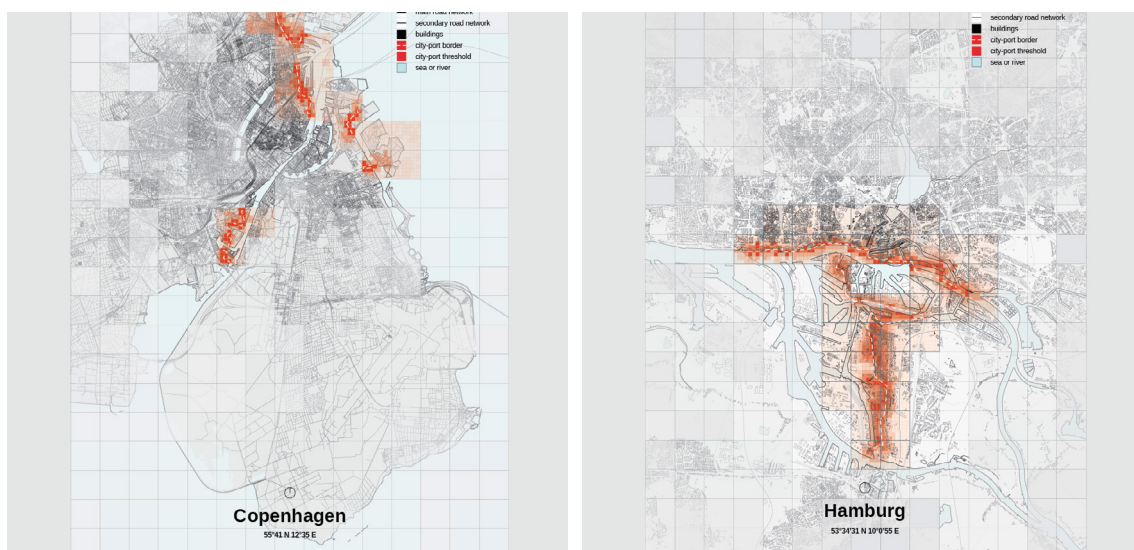 main road network
secondary road network
buildings
city-port border
city-port threshold
sea or river
Copenhagen
55°41 N 12°35 E
secondary road network
buildings
city-port border
city-port threshold
sea or river
Hamburg
53°34'31 N 10°0'55 E